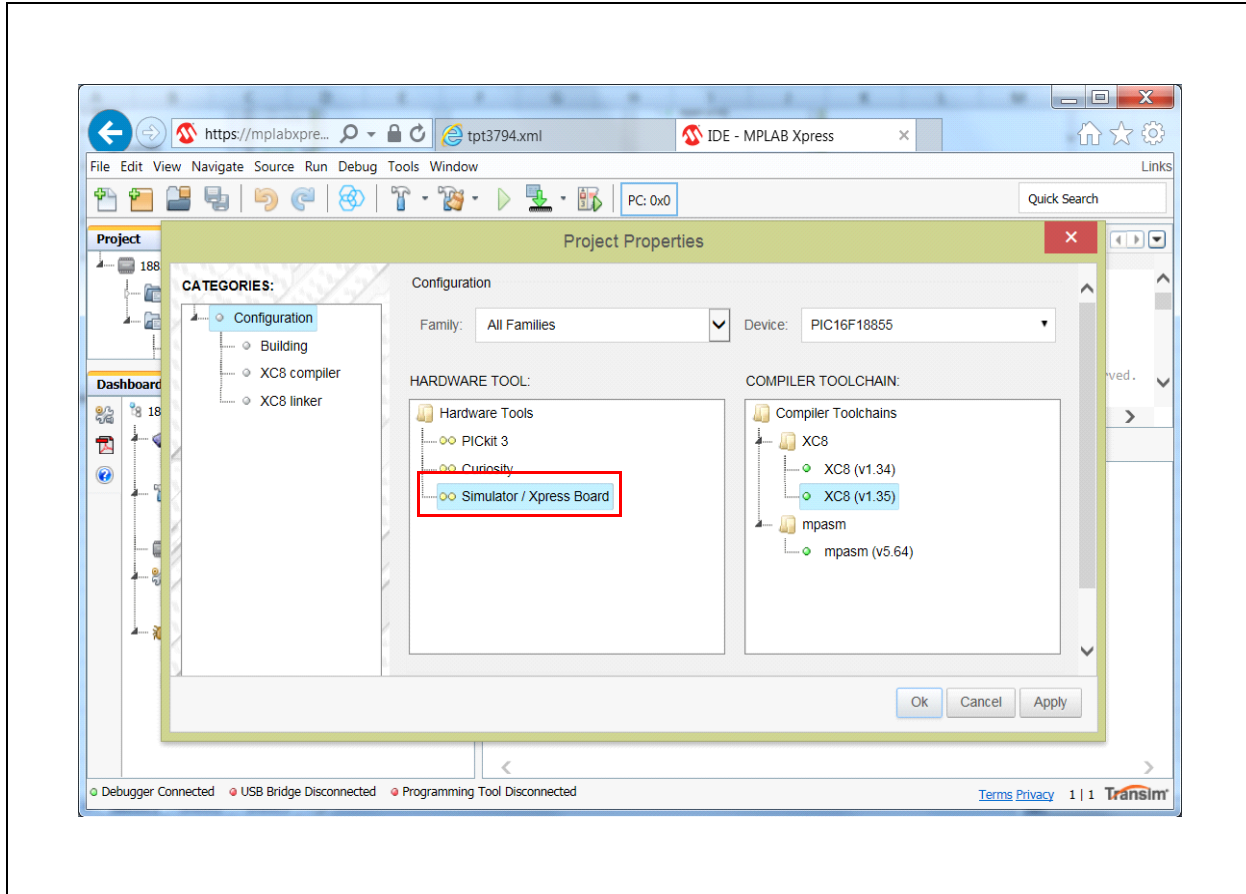 https://mplabxpre...
tpt3794.xml
IDE - MPLAB Xpress
File Edit View Navigate Source Run Debug Tools Window
Links
PC: 0x0
Quick Search
Project
Project Properties
188
CATEGORIES:
Configuration
Building
XC8 compiler
XC8 linker
Configuration
Family: All Families
Device: PIC16F18855
HARDWARE TOOL:
COMPILER TOOLCHAIN:
Hardware Tools
PICkit 3
Curiosity
Simulator / Xpress Board
Compiler Toolchains
XC8
XC8 (v1.34)
XC8 (v1.35)
mpasm
mpasm (v5.64)
Dashboard
18
rved.
Ok Cancel Apply
Debugger Connected USB Bridge Disconnected Programming Tool Disconnected
Terms Privacy 1 | 1 Transim